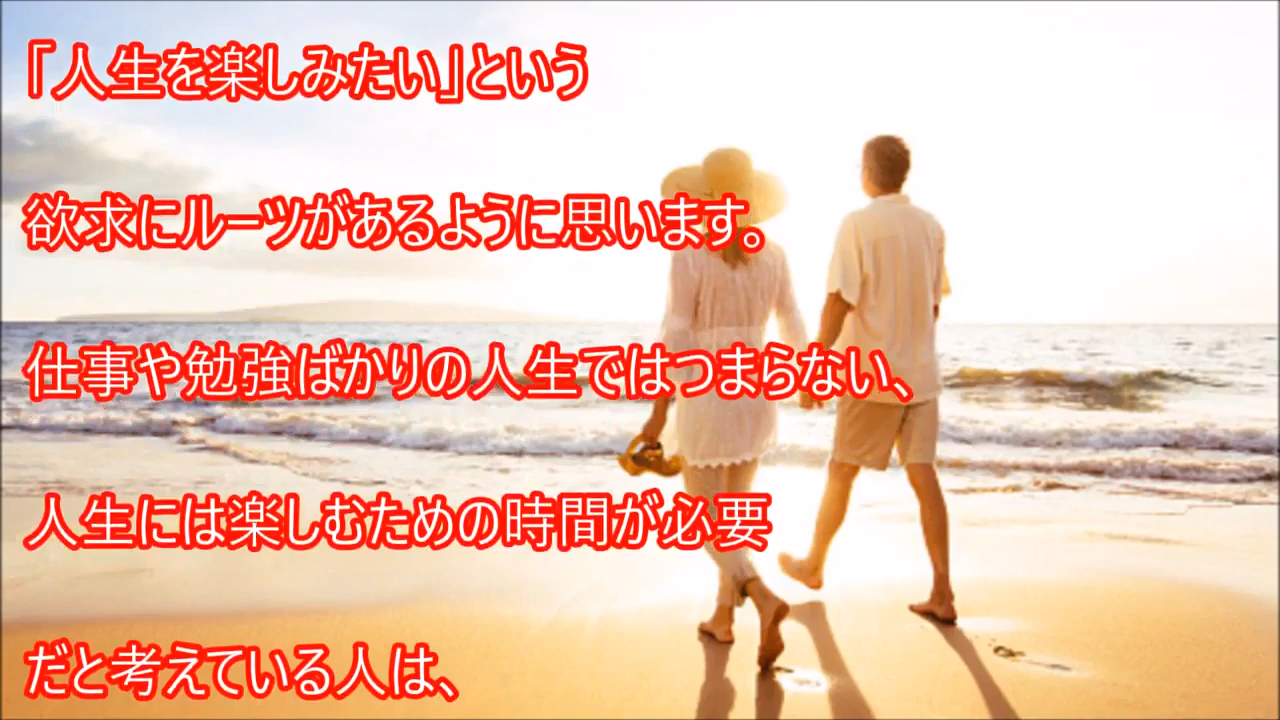 「人生を楽しみたい」という
欲求にルーツがあるように思います。
仕事や勉強ばかりの人生ではつまらない、
人生には楽しむための時間が必要
だと考えている人は、